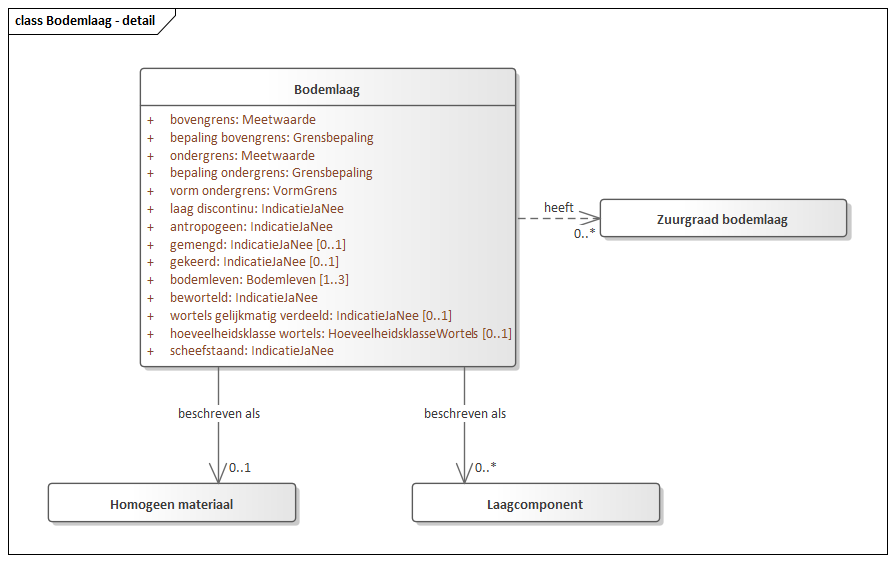 class Bodemlaag - detail
Bodemlaag
+ bovengrens: Meetwaarde
+ bepaling bovengrens: Grensbepaling
+ ondergrens: Meetwaarde
+ bepaling ondergrens: Grensbepaling
+ vorm ondergrens: VormGrens
+ laag discontinu: IndicatieJaNee
+ antropogeen: IndicatieJaNee
+ gemengd: IndicatieJaNee [0..1]
+ gekeerd: IndicatieJaNee [0..1]
+ bodemleven: Bodemleven [1..3]
+ beworteld: IndicatieJaNee
+ wortels gelijkmatig verdeeld: IndicatieJaNee [0..1]
+ hoeveelheidsklasse wortels: HoeveelheidsklasseWortels [0..1]
+ scheefstaand: IndicatieJaNee
heeft
0..*
Zuurgraad bodemlaag
beschreven als
beschreven als
0..1
0..*
Homogeen materiaal
Laagcomponent